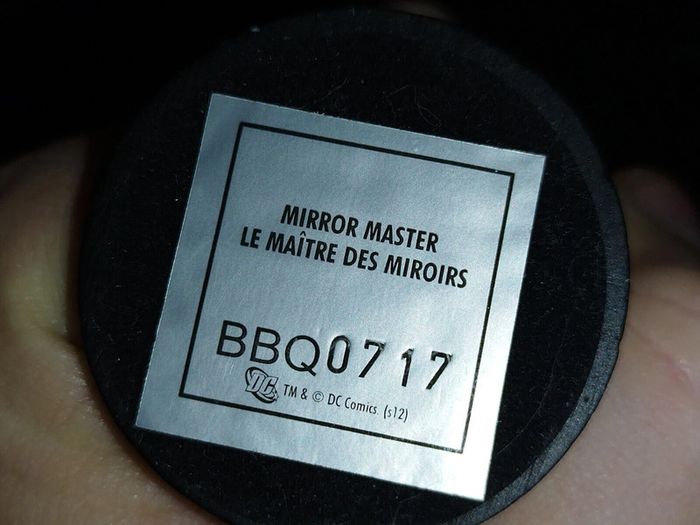 MIRROR MASTER
LE MAÎTRE DES MIROIRS
BBQ0717
DC TM & © DC Comics. (s12)